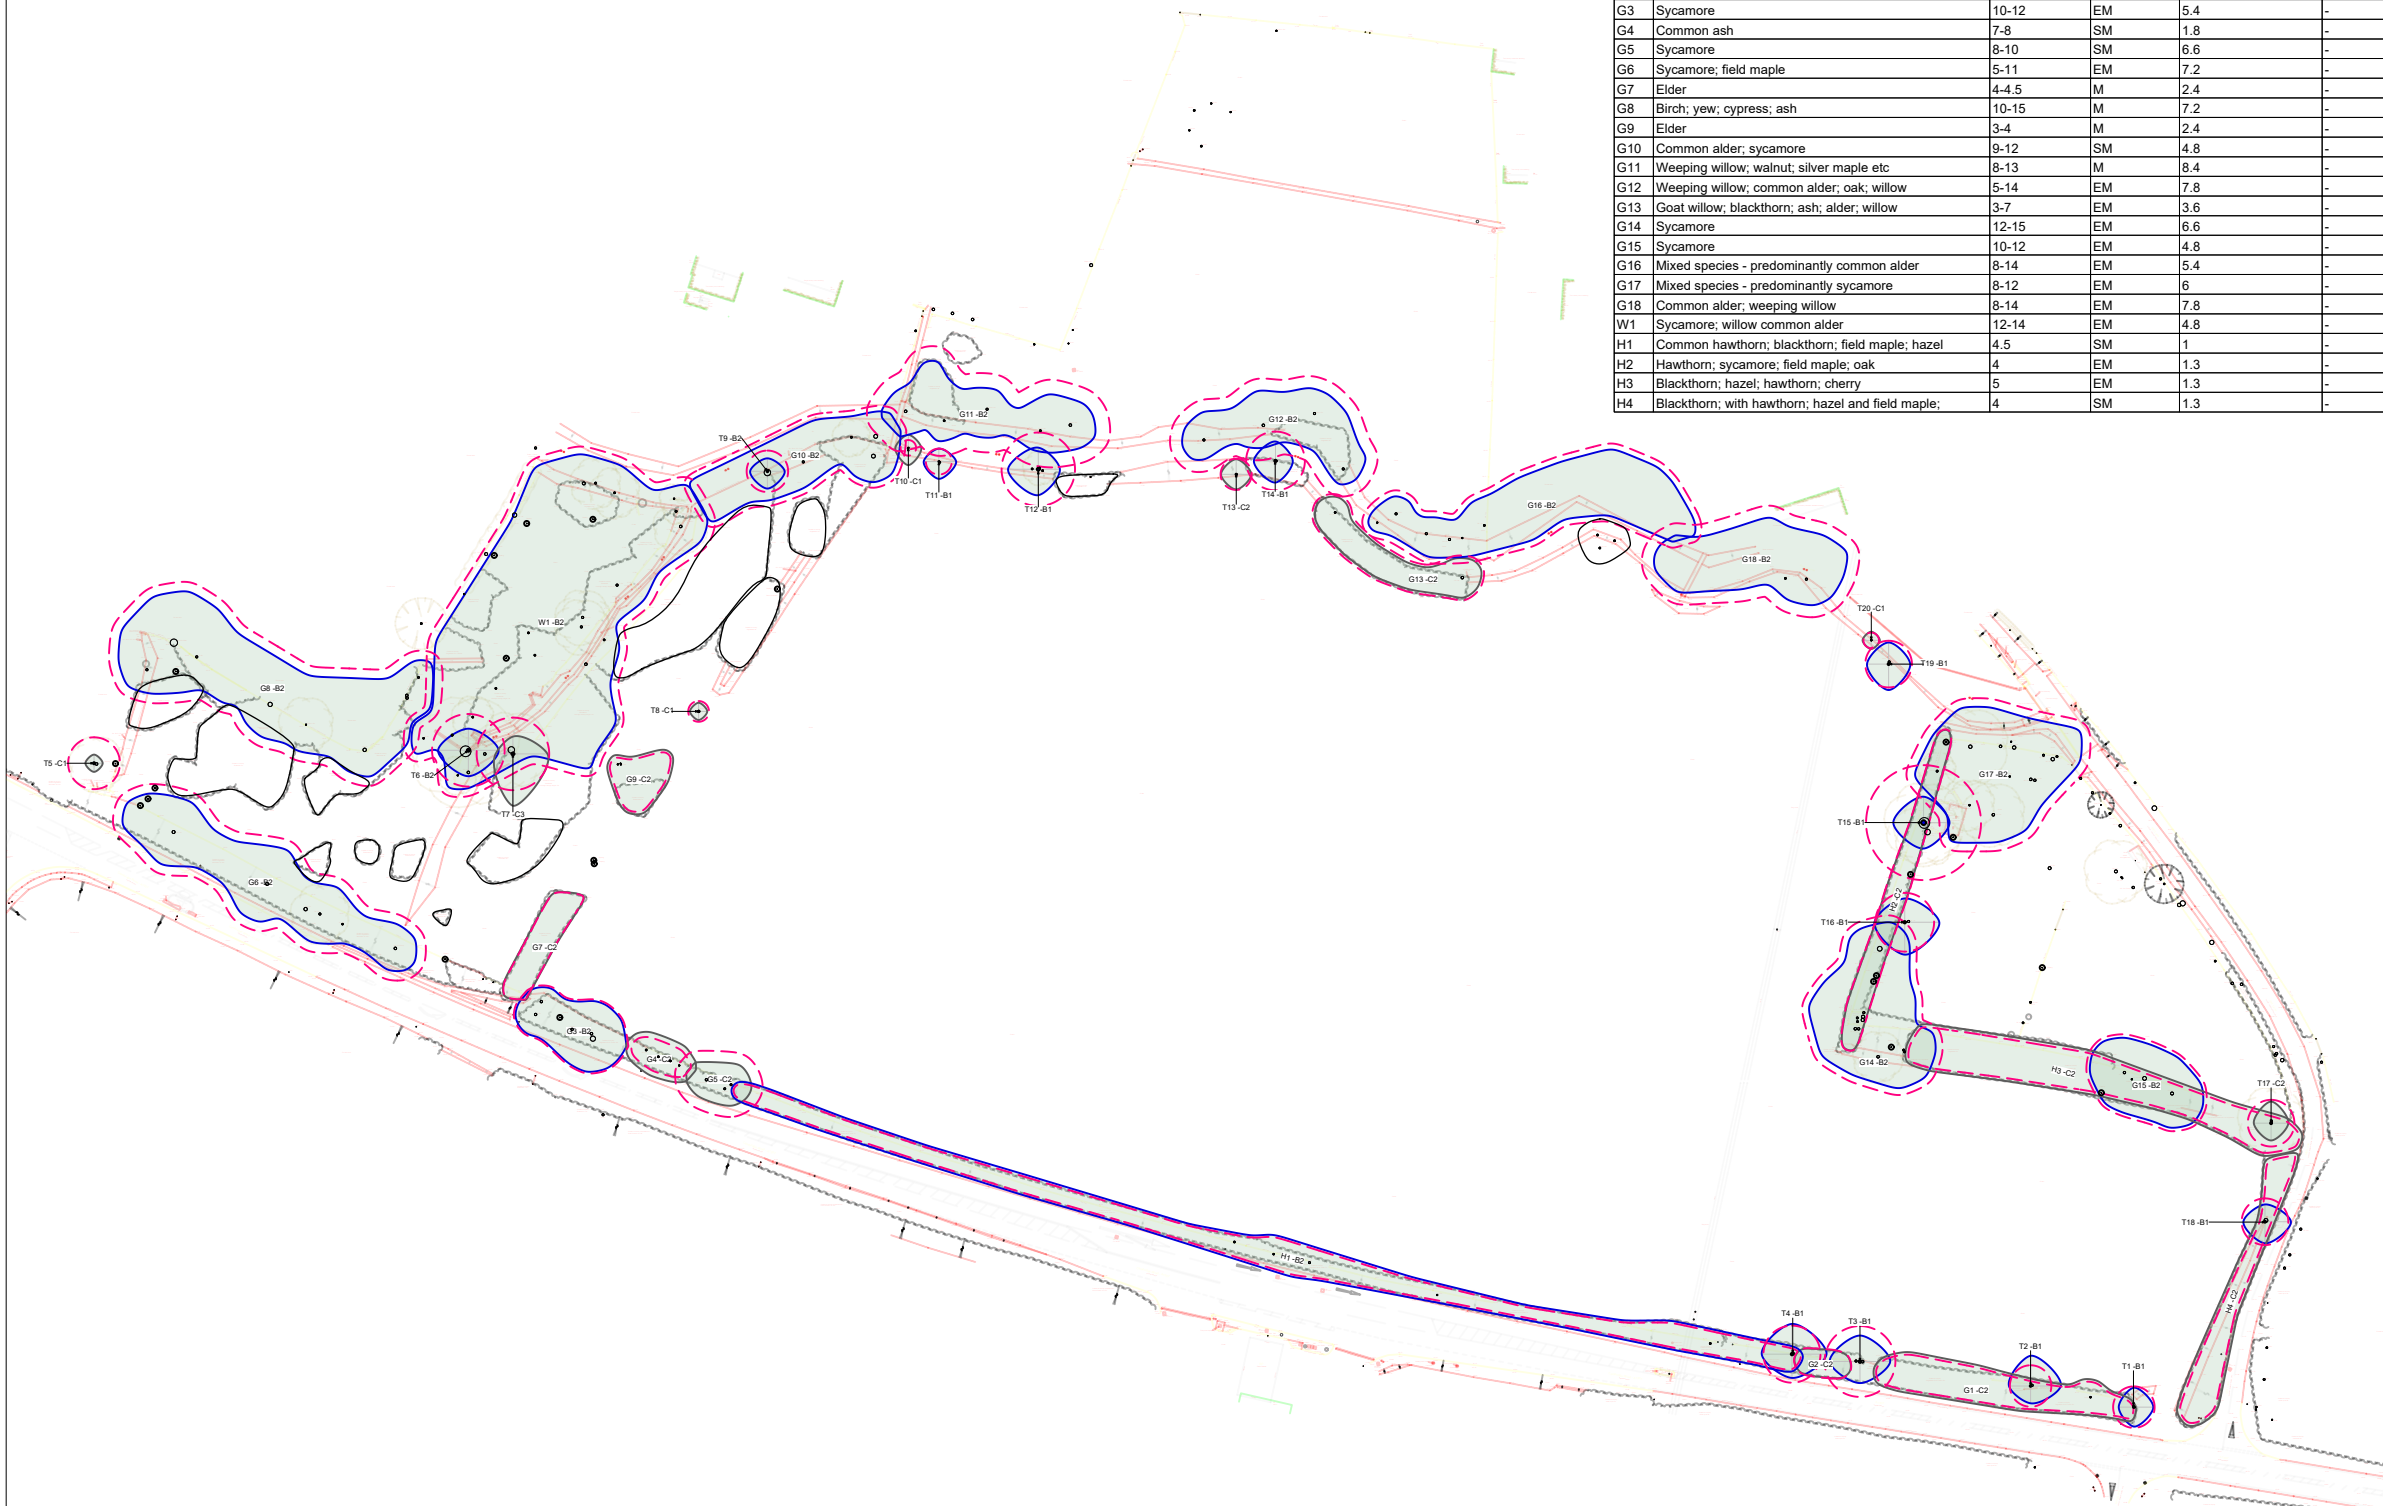 G3 Sycamore 10-12 EM 5.4 -
G4 Common ash 7-8 SM 1.8 -
G5 Sycamore 8-10 SM 6.6 -
G6 Sycamore; field maple 5-11 EM 7.2 -
G7 Elder 4-4.5 M 2.4 -
G8 Birch; yew; cypress; ash 10-15 M 7.2 -
G9 Elder 3-4 M 2.4 -
G10 Common alder; sycamore 9-12 SM 4.8 -
G11 Weeping willow; walnut; silver maple etc 8-13 M 8.4 -
G12 Weeping willow; common alder; oak; willow 5-14 EM 7.8 -
G13 Goat willow; blackthorn; ash; alder; willow 3-7 EM 3.6 -
G14 Sycamore 12-15 EM 6.6 -
G15 Sycamore 10-12 EM 4.8 -
G16 Mixed species - predominantly common alder 8-14 EM 5.4 -
G17 Mixed species - predominantly sycamore 8-12 EM 6 -
G18 Common alder; weeping willow 8-14 EM 7.8 -
W1 Sycamore; willow common alder 12-14 EM 4.8 -
H1 Common hawthorn; blackthorn; field maple; hazel 4.5 SM 1 -
H2 Hawthorn; sycamore; field maple; oak 4 EM 1.3 -
H3 Blackthorn; hazel; hawthorn; cherry 5 EM 1.3 -
H4 Blackthorn; with hawthorn; hazel and field maple; 4 SM 1.3 -
G11 -B2
G12 -B2
T9 -B2
G10 -B2
T10 -C1
T11 -B1
T12 -B1
T13 -C2
T14 -B1
G16 -B2
G18 -B2
G13 -C2
T20 -C1
W1 -B2
T19 -B1
G8 -B2
T8 -C1
T5 -C1
T6 -B2
G9 -C2
G17 -B2
T7 -C3
T15 -B1
G6 -B2
H2 -C2
T16 -B1
G7 -C2
G3 -B2
G4 -C2
G14 -B2
H3 -C2
G5 -C2
G15 -B2
T17 -C2
T18 -B1
H1 -B2
H4 -C2
T4 -B1
T3 -B1
T2 -B1
G2 -C2
T1 -B1
G1 -C2